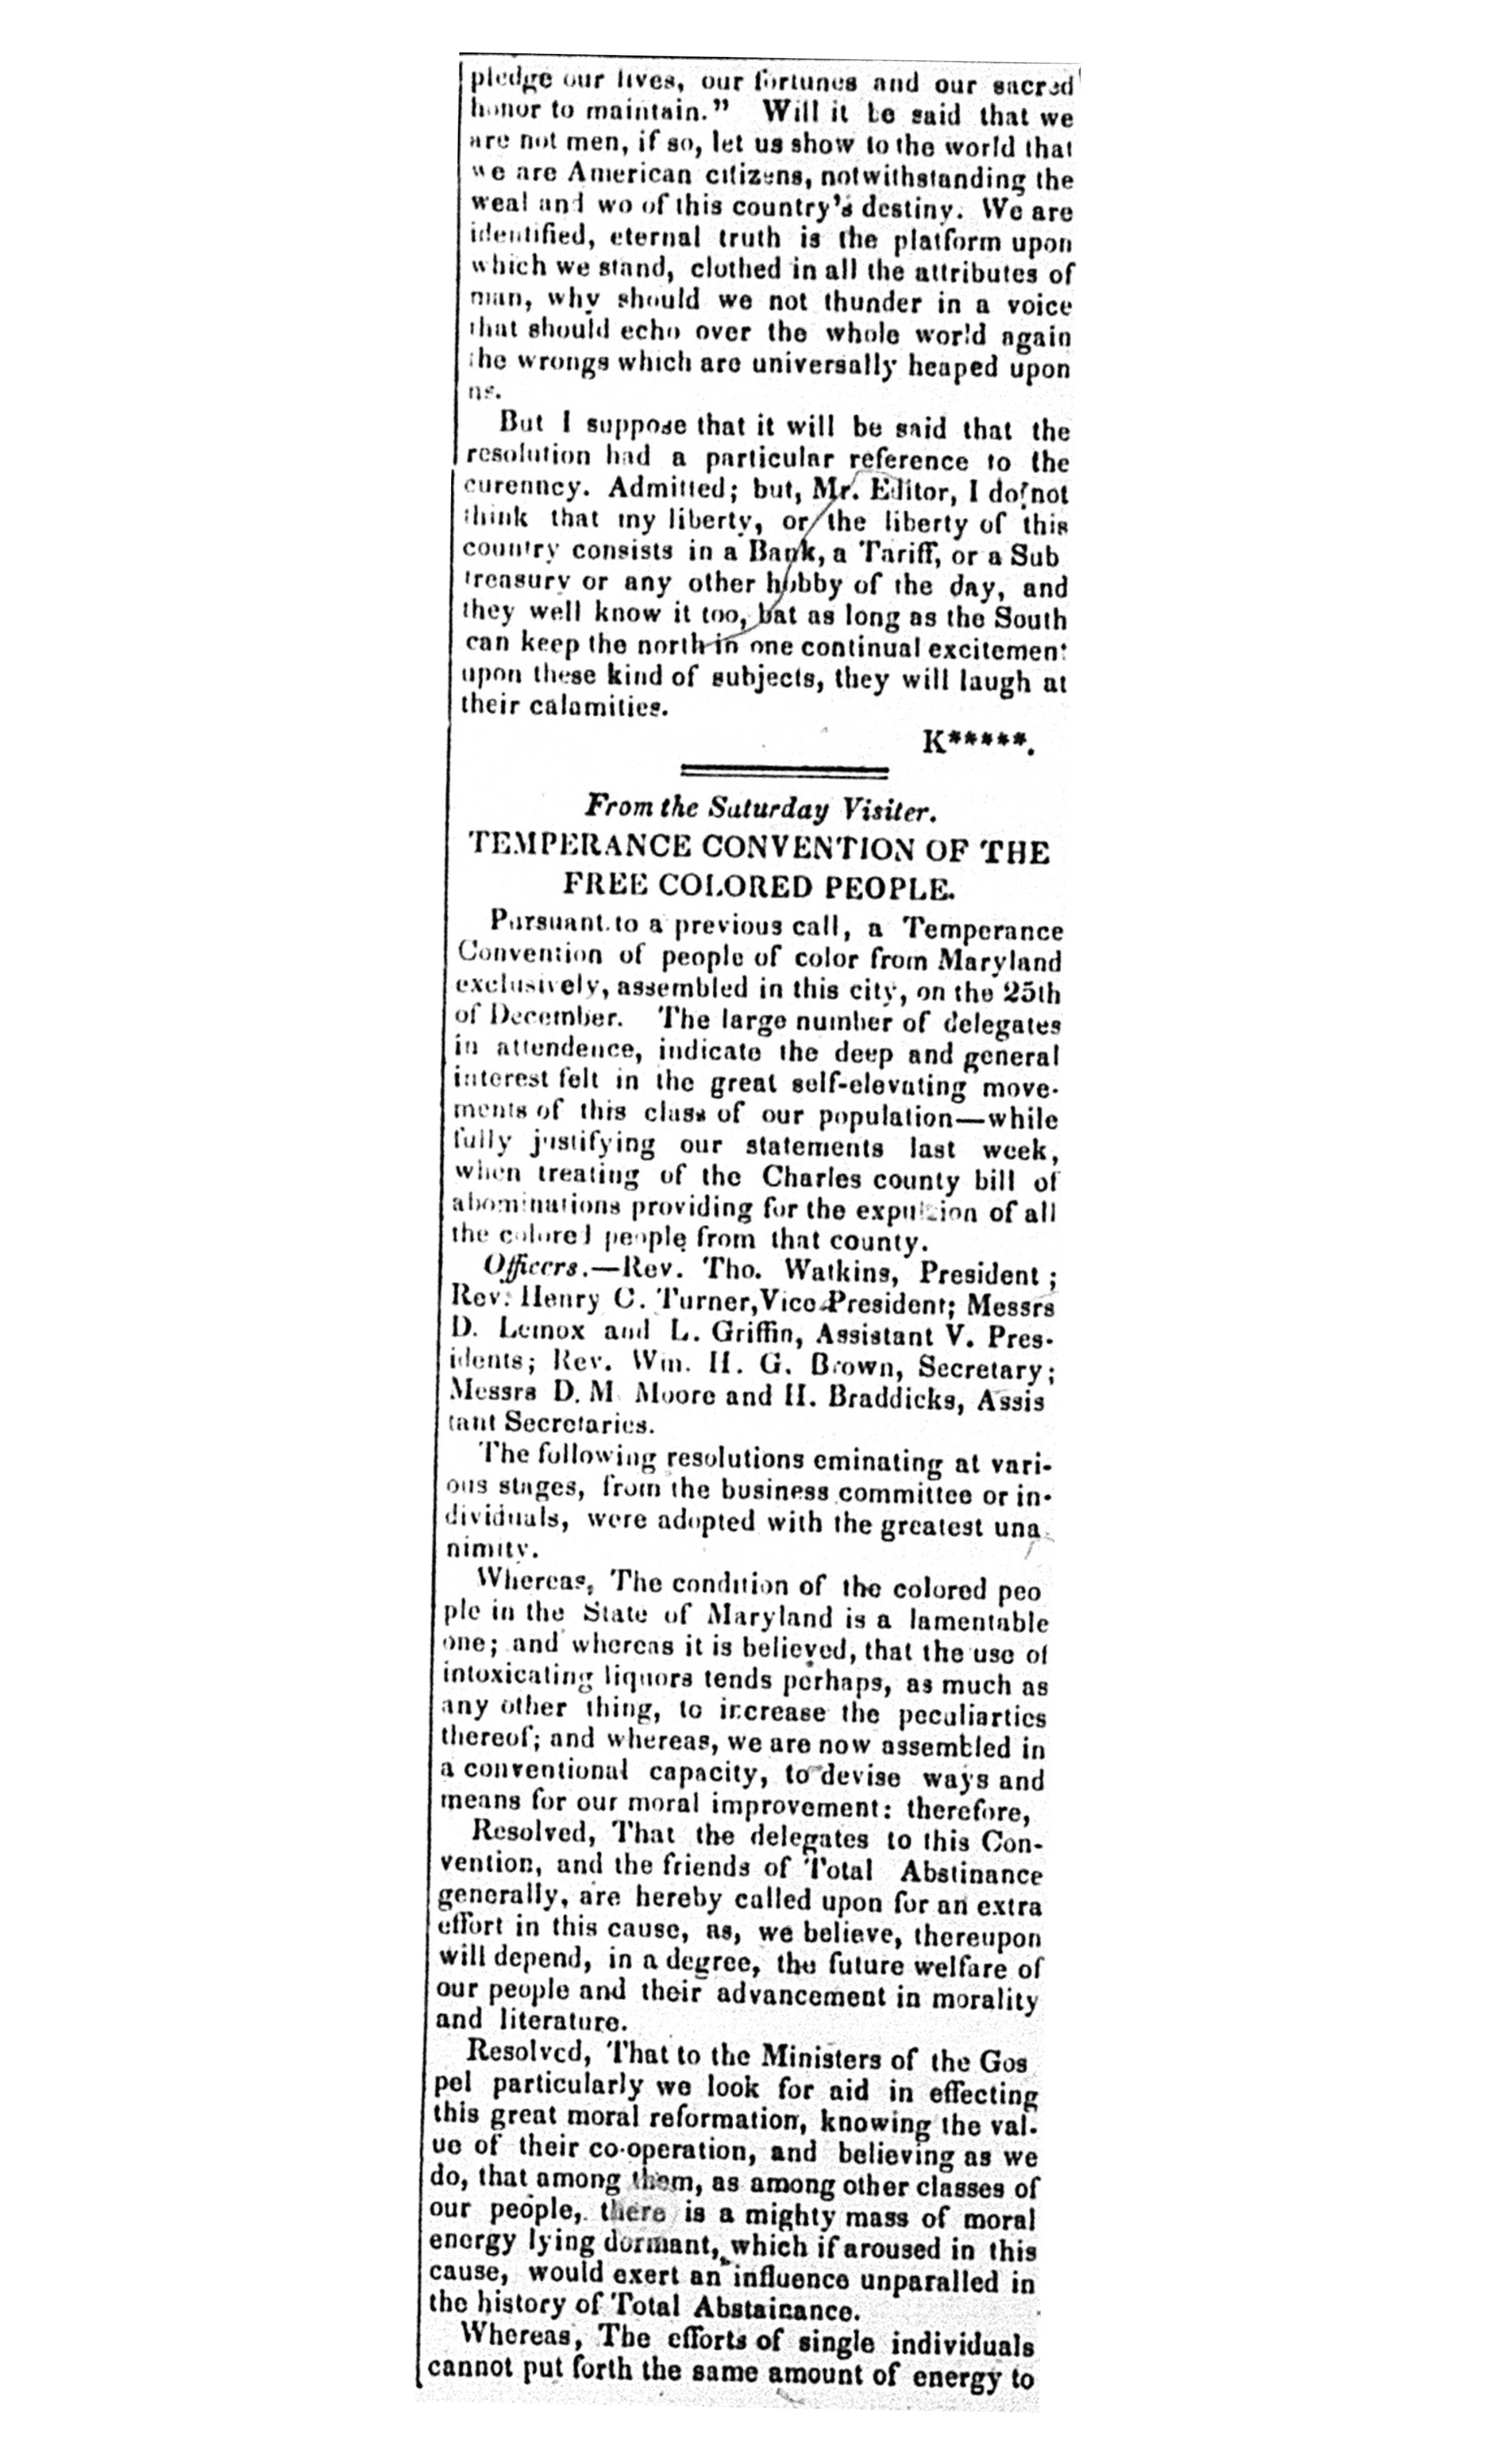 pledge our lives, our fortunes and our sacred
honor to maintain." Will it be said that we
are not men, if so, let us show to the world that
we are American citizens, notwithstanding the
weal and wo of this country's destiny. We are
identified, eternal truth is the platform upon
which we stand, clothed in all the attributes of
man, why should we not thunder in a voice
that should echo over the whole world again
the wrongs which are universally heaped upon
us.
But I suppose that it will be said that the
resolution had a particular reference to the
curenncy. Admitted; but, Mr. Editor, I do not
think that my liberty, or the liberty of this
country consists in a Bank, a Tariff, or a Sub
treasury or any other hobby of the day, and
they well know it too, bat as long as the South
can keep the north in one continual excitement
upon these kind of subjects, they will laugh at
their calamities.
K*****.
From the Saturday Visiter.
TEMPERANCE CONVENTION OF THE
FREE COLORED PEOPLE.
Pursuant to a previous call, a Temperance
Convention of people of color from Maryland
exclusively, assembled in this city, on the 25th
of December. The large number of delegates
in attendence, indicate the deep and general
interest felt in the great self-elevating move-
ments of this class of our population—while
fully justifying our statements last week,
when treating of the Charles county bill of
abominations providing for the expulsion of all
the colored people from that county.
Officers.—Rev. Tho. Watkins, President;
Rev. Henry C. Turner, Vice President; Messrs
D. Lemox and L. Griffin, Assistant V. Pres-
idents; Rev. Wm. H. G. Brown, Secretary;
Messrs D. M. Moore and H. Braddicks, Assis
tant Secretaries.
The following resolutions eminating at vari-
ous stages, from the business committee or in-
dividuals, were adopted with the greatest una-
nimity.
Whereas, The condition of the colored peo
ple in the State of Maryland is a lamentable
one; and whereas it is believed, that the use of
intoxicating liquors tends perhaps, as much as
any other thing, to increase the peculiarties
thereof; and whereas, we are now assembled in
a conventional capacity, to devise ways and
means for our moral improvement: therefore,
Resolved, That the delegates to this Con-
vention, and the friends of Total Abstinance
generally, are hereby called upon for an extra
effort in this cause, as, we believe, thereupon
will depend, in a degree, the future welfare of
our people and their advancement in morality
and literature.
Resolved, That to the Ministers of the Gos
pel particularly we look for aid in effecting
this great moral reformation, knowing the val-
ue of their co-operation, and believing as we
do, that among them, as among other classes of
our people, there is a mighty mass of moral
energy lying dormant, which if aroused in this
cause, would exert an influence unparalled in
the history of Total Abstainance.
Whereas, The efforts of single individuals
cannot put forth the same amount of energy to